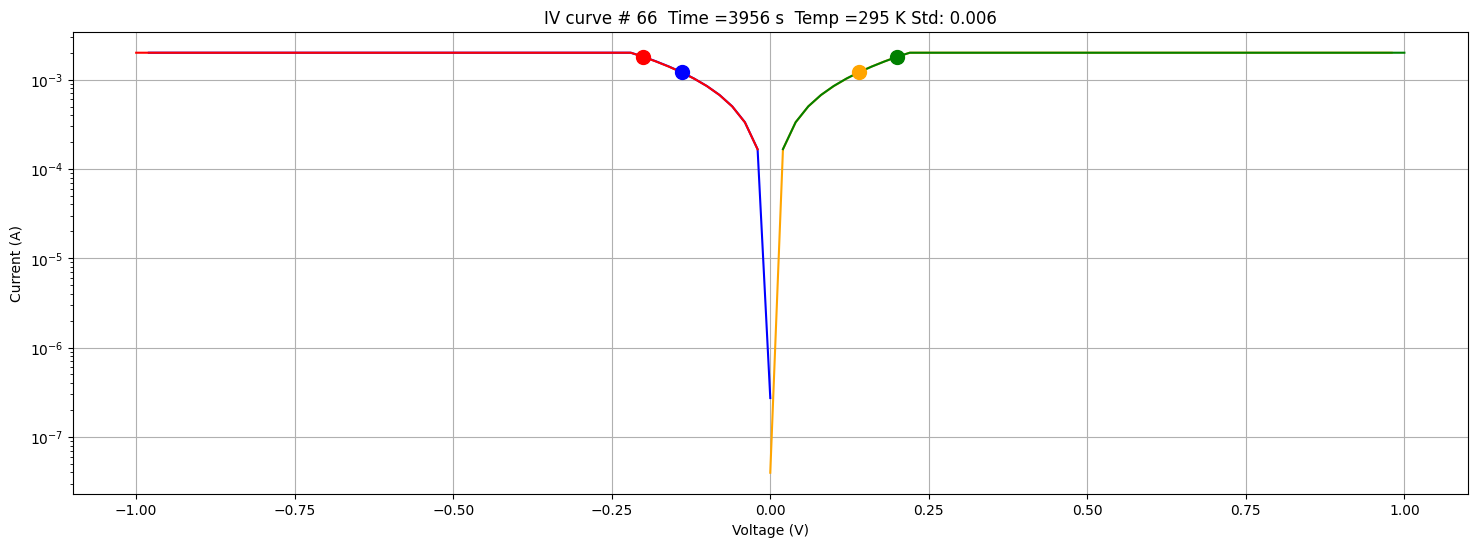 IV curve # 66  Time =3956 s  Temp =295 K Std: 0.006
Current (A)
10⁻³
10⁻⁴
10⁻⁵
10⁻⁶
10⁻⁷
−1.00 −0.75 −0.50 −0.25 0.00 0.25 0.50 0.75 1.00
Voltage (V)